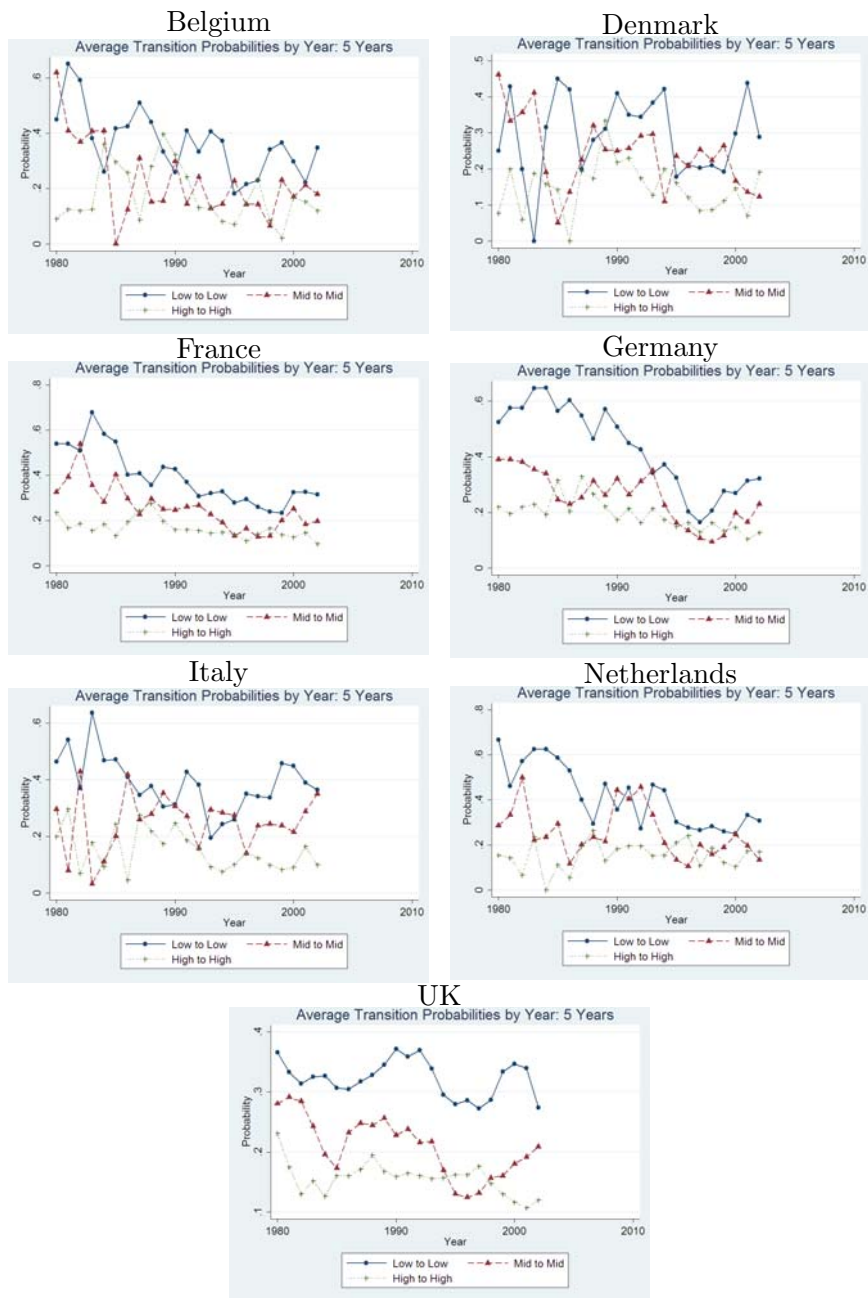 Belgium
Average Transition Probabilities by Year: 5 Years
Probability
.6
.4
.2
0
1980 1990 2000 2010
Year
Low to Low Mid to Mid
High to High
Denmark
Average Transition Probabilities by Year: 5 Years
Probability
.5
.4
.3
.2
.1
0
1980 1990 2000 2010
Year
Low to Low Mid to Mid
High to High
France
Average Transition Probabilities by Year: 5 Years
Probability
.8
.6
.4
.2
0
1980 1990 2000 2010
Year
Low to Low Mid to Mid
High to High
Germany
Average Transition Probabilities by Year: 5 Years
Probability
.6
.4
.2
0
1980 1990 2000 2010
Year
Low to Low Mid to Mid
High to High
Italy
Average Transition Probabilities by Year: 5 Years
Probability
.6
.4
.2
0
1980 1990 2000 2010
Year
Low to Low Mid to Mid
High to High
Netherlands
Average Transition Probabilities by Year: 5 Years
Probability
.8
.6
.4
.2
0
1980 1990 2000 2010
Year
Low to Low Mid to Mid
High to High
UK
Average Transition Probabilities by Year: 5 Years
Probability
.4
.3
.2
.1
1980 1990 2000 2010
Year
Low to Low Mid to Mid
High to High